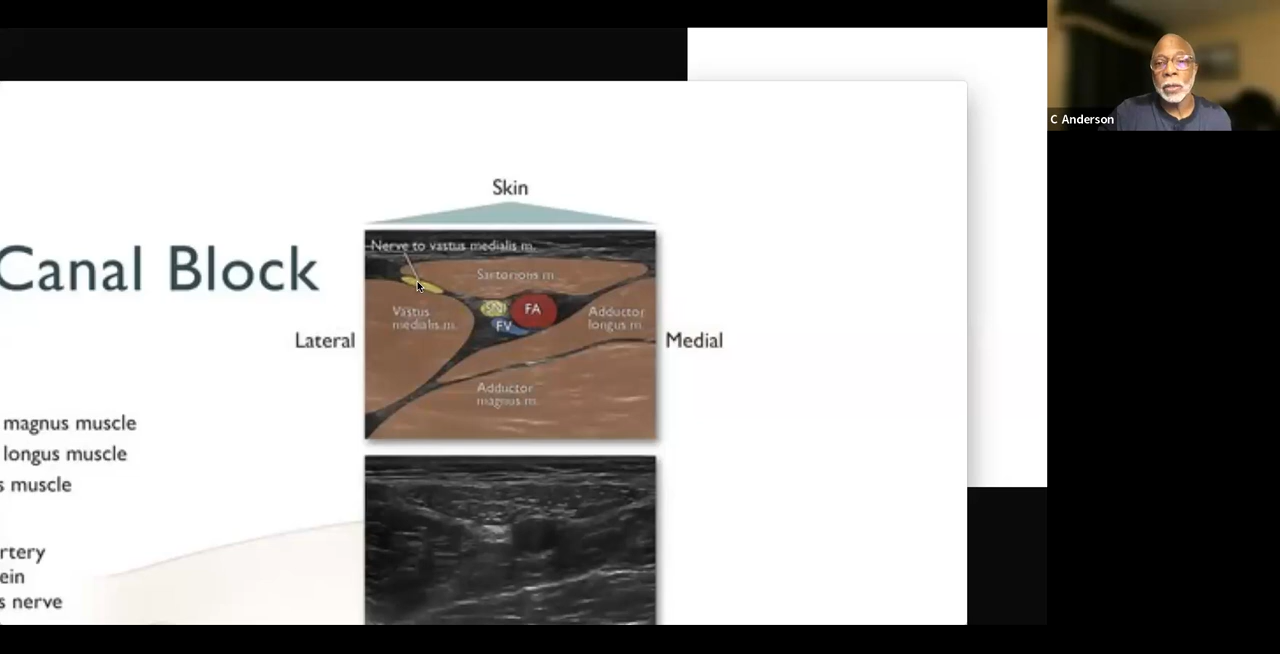 C Anderson
Skin
Canal Block
Nerve to vastus medialis m.
Sartorius m.
Vastus
medialis m.
SN
FA
FV
Adductor
longus m.
Lateral
Medial
Adductor
magnus m.
magnus muscle
longus muscle
s muscle
rtery
ein
s nerve